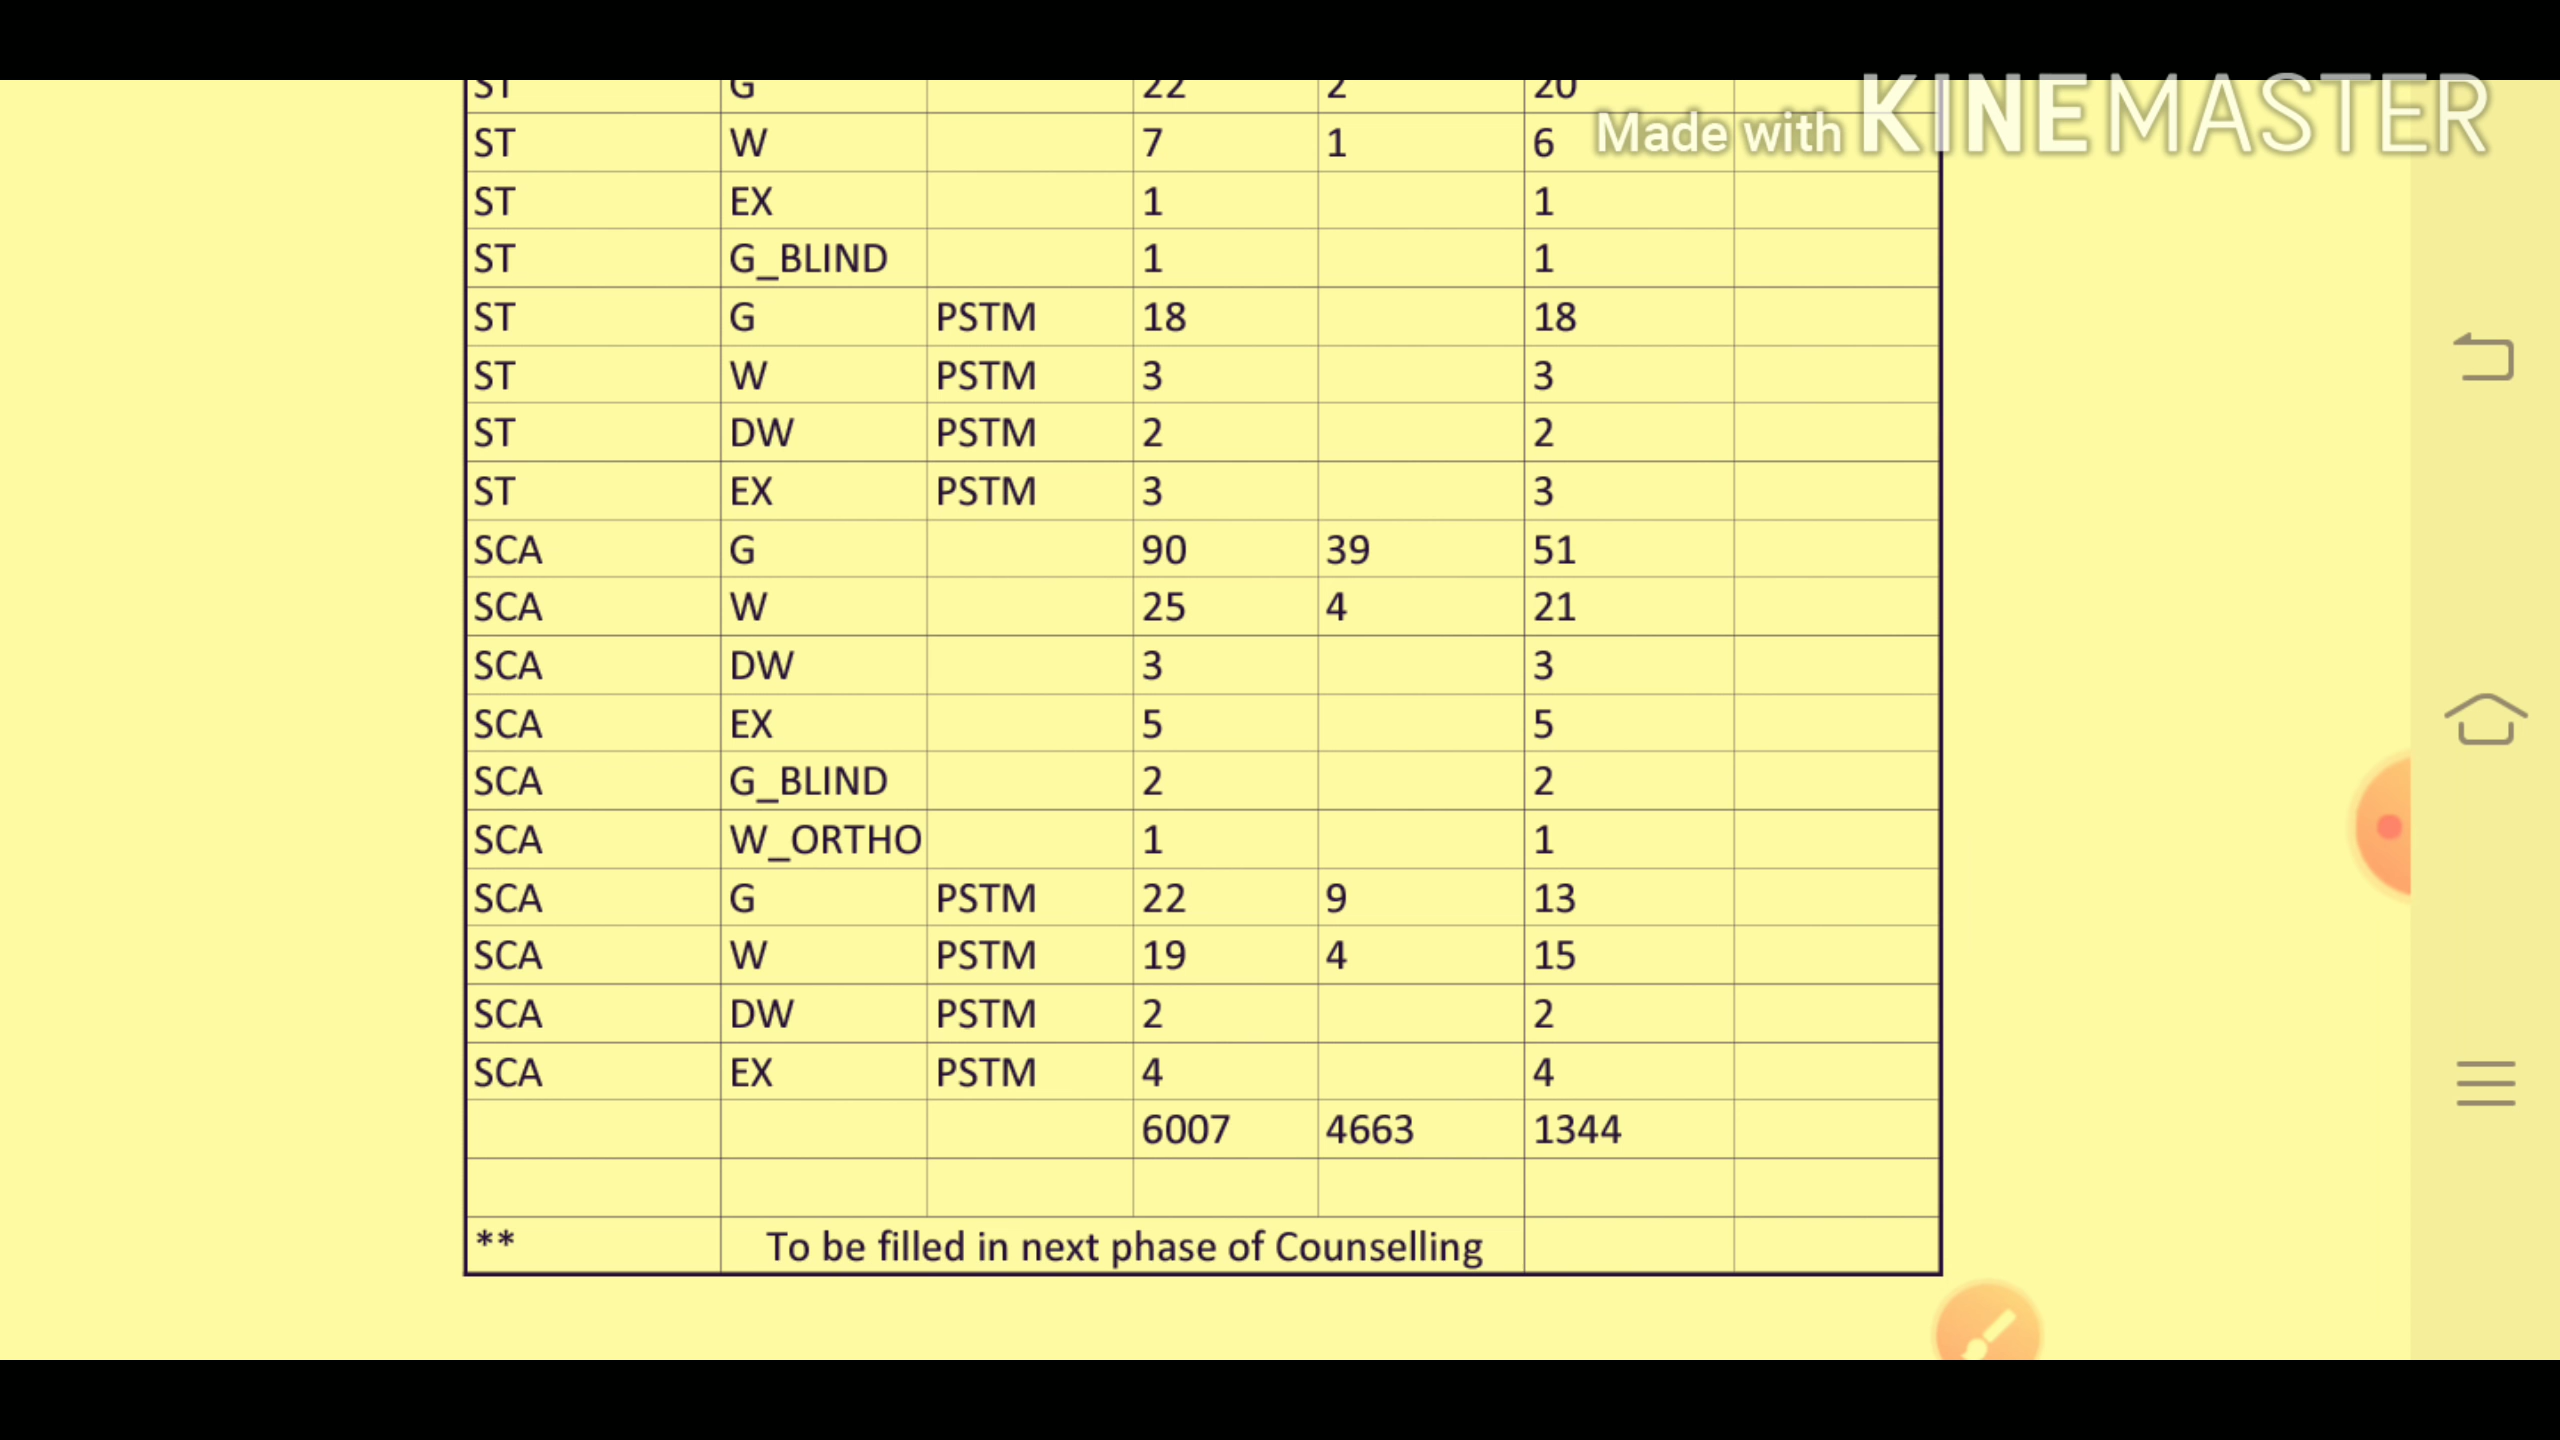 ST G 22 2 20
Made with KINEMASTER
ST W 7 1 6
ST EX 1 1
ST G_BLIND 1 1
ST G PSTM 18 18
ST W PSTM 3 3
ST DW PSTM 2 2
ST EX PSTM 3 3
SCA G 90 39 51
SCA W 25 4 21
SCA DW 3 3
SCA EX 5 5
SCA G_BLIND 2 2
SCA W_ORTHO 1 1
SCA G PSTM 22 9 13
SCA W PSTM 19 4 15
SCA DW PSTM 2 2
SCA EX PSTM 4 4
6007 4663 1344
** To be filled in next phase of Counselling